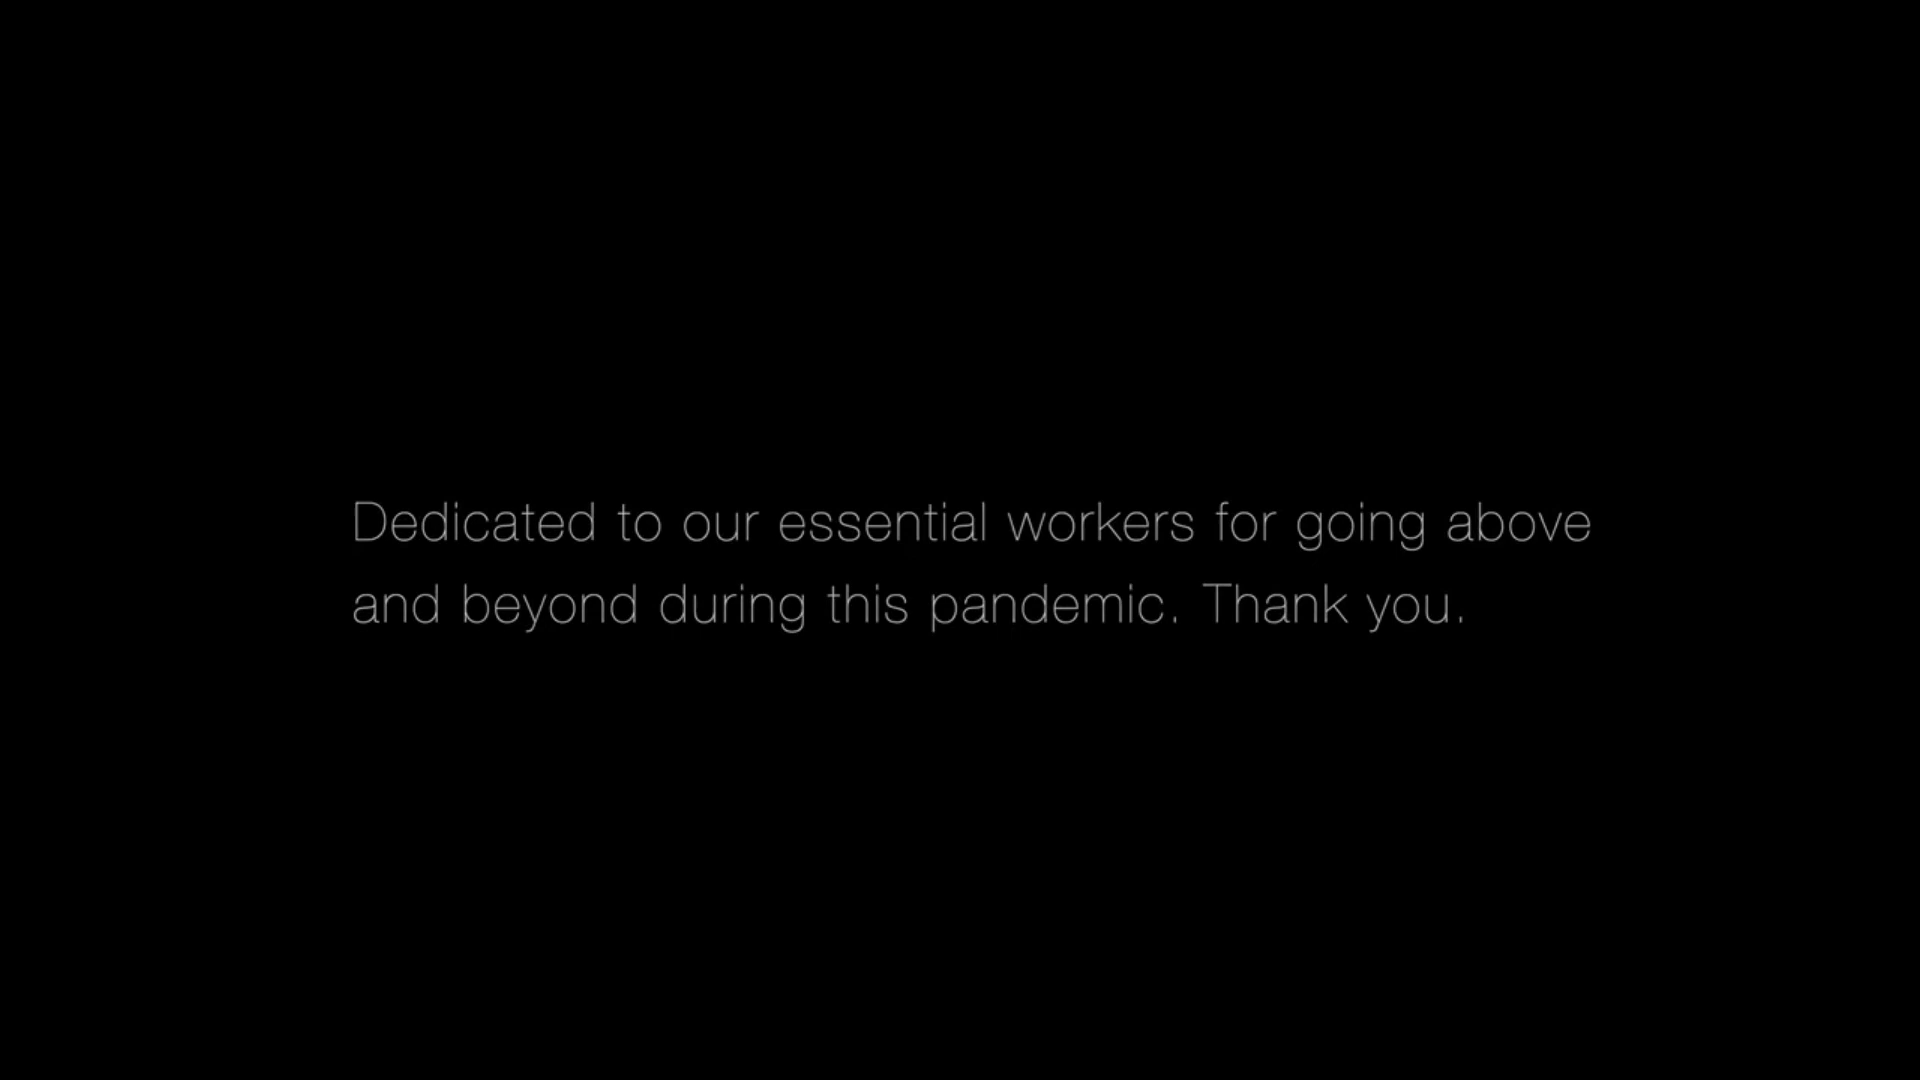 Dedicated to our essential workers for going above
and beyond during this pandemic. Thank you.